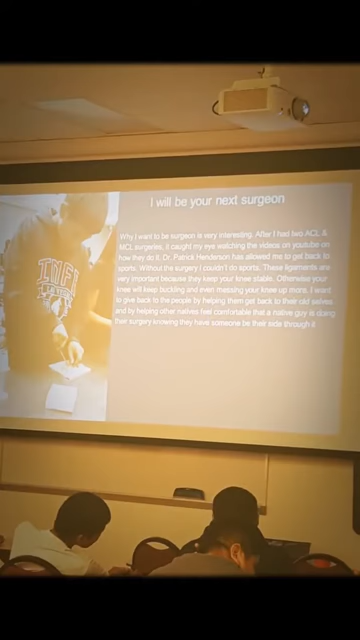 I will be your next surgeon
Why I want to be surgeon is very interesting. After I had two ACL &
MCL surgeries, it caught my eye watching the videos on youtube on
how they do it. Dr. Patrick Henderson has allowed me to get back to
sports. Without the surgery I couldn't do sports. These ligaments are
very important because they keep your knee stable. Otherwise your
knee will keep buckling and even messing your knee up more. I want
to give back to the people by helping them get back to their old selves
and by helping other natives feel comfortable that a native guy is doing
their surgery knowing they have someone be their side through it